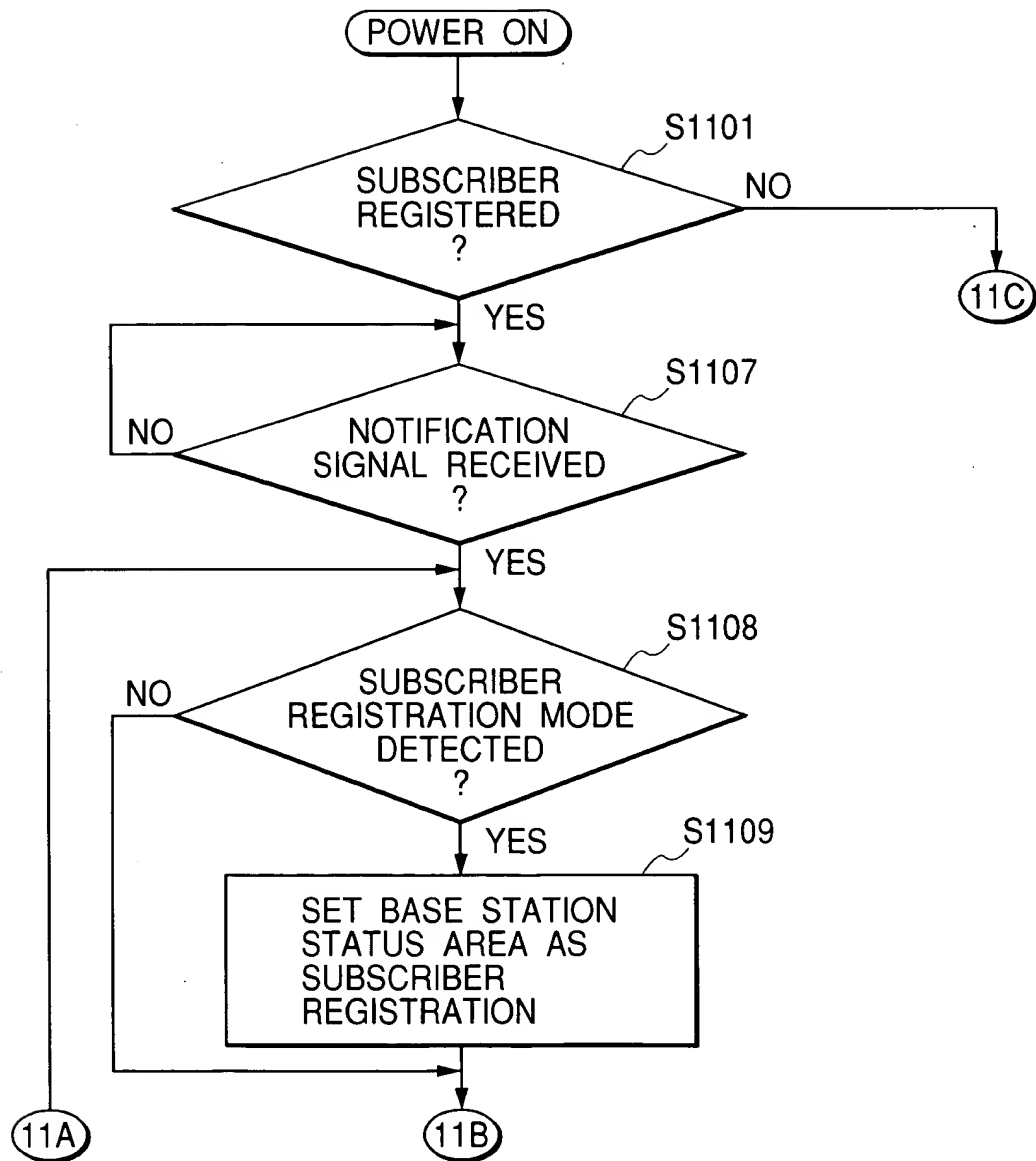 POWER ON
S1101
SUBSCRIBER
REGISTERED
?
NO
11C
YES
S1107
NOTIFICATION
SIGNAL RECEIVED
?
NO
YES
S1108
SUBSCRIBER
REGISTRATION MODE
DETECTED
?
NO
YES
S1109
SET BASE STATION
STATUS AREA AS
SUBSCRIBER
REGISTRATION
11A
11B